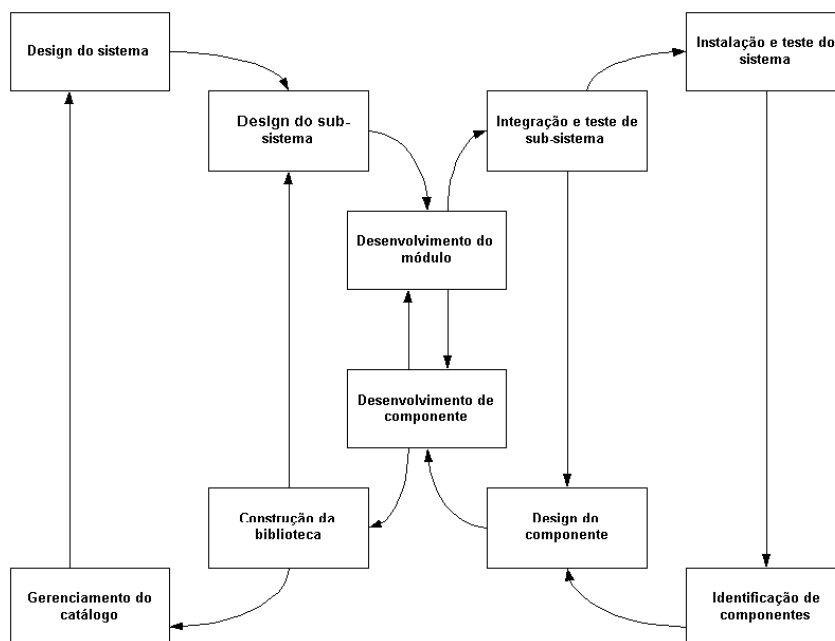 Design do sistema
Instalação e teste do
sistema
Design do sub-
sistema
Integração e teste de
sub-sistema
Desenvolvimento do
módulo
Desenvolvimento de
componente
Construção da
biblioteca
Design do
componente
Gerenciamento do
catálogo
Identificação de
componentes